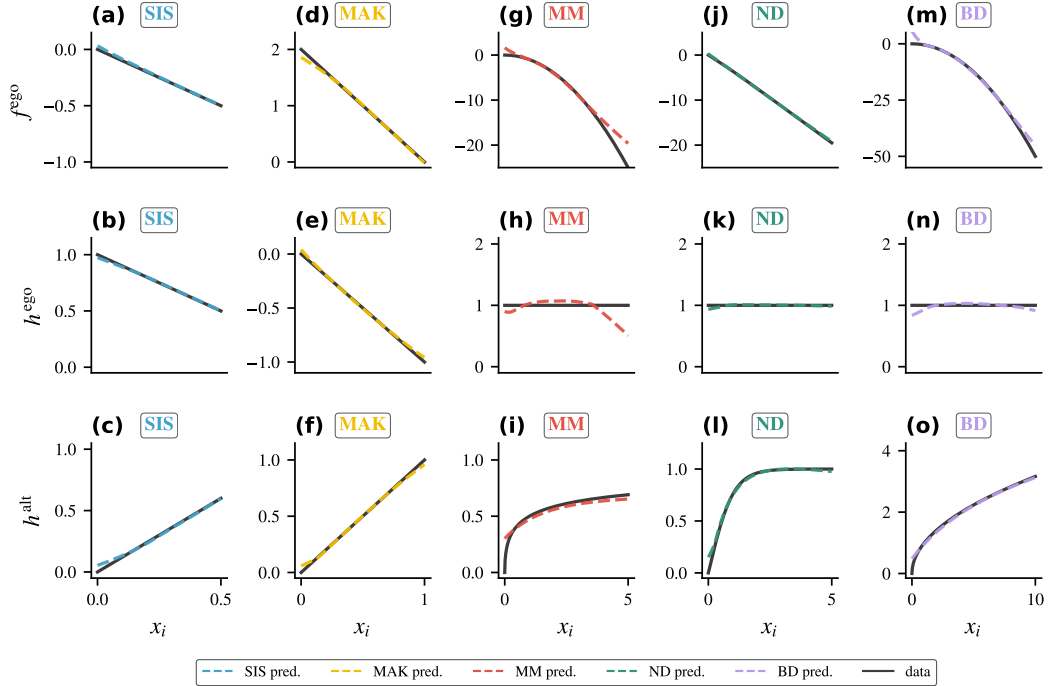 (a) SIS (d) MAK (g) MM (j) ND (m) BD
f^ego
0.0 −0.5 −1.0
2 1 0
0 −10 −20
0 −10 −20
0 −25 −50
(b) SIS (e) MAK (h) MM (k) ND (n) BD
h^ego
1.0 0.5 0.0
0.0 −0.5 −1.0
2 1 0
2 1 0
2 1 0
(c) SIS (f) MAK (i) MM (l) ND (o) BD
h^alt
1.0 0.5 0.0
1.0 0.5 0.0
1.0 0.5 0.0
1.0 0.5 0.0
4 2 0
0.0 0.5 0 1 0 5 0 5 0 10
x_i x_i x_i x_i x_i
SIS pred. MAK pred. MM pred. ND pred. BD pred. data